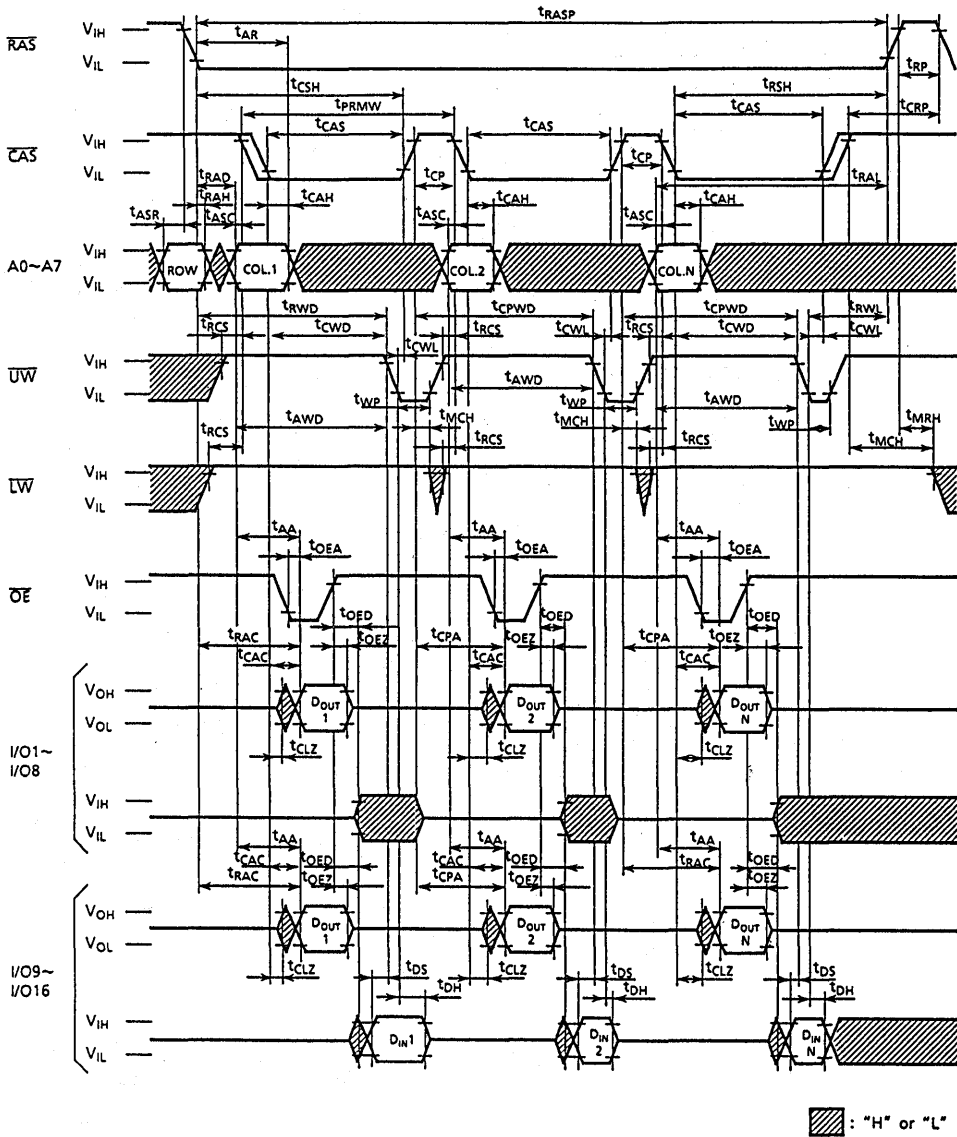 tRASP
RAS VIH tAR
VIL tRP
tCSH tRSH
tPRMW tCAS tCRP
CAS VIH tCAS tCAS
VIL tRAD tCP tCP tRAL
tRAH tCAH tCAH tCAH
tASR tASC tASC tASC
A0~A7 VIH ROW COL.1 COL.2 COL.N
VIL
tRWD tCPWD tCPWD tRWL
tRCS tCWD tRCS tCWL tRCS tCWD tCWL
UW VIH tCWL
VIL tWP tAWD tWP tAWD tWP
tAWD tMCH tMCH tMRH
tRCS tRCS tRCS tMCH
LW VIH
VIL
tAA tAA tAA
tOEA tOEA tOEA
OE VIH
VIL tOED tOED tOED
tRAC tOEZ tCPA tOEZ tCPA tOEZ
tCAC tCAC tCAC
I/O1~ I/O8
VOH DOUT 1 DOUT 2 DOUT N
VOL
tCLZ tCLZ tCLZ
VIH
VIL
tAA tAA tAA
tCAC tOED tCAC tOED tRAC tOED
tRAC tOEZ tCPA tOEZ tOEZ
I/O9~ I/O16
VOH DOUT 1 DOUT 2 DOUT N
VOL
tCLZ tDS tCLZ tDS tCLZ tDS
tDH tDH tDH
VIH DIN 1 DIN 2 DIN N
VIL
: "H" or "L"